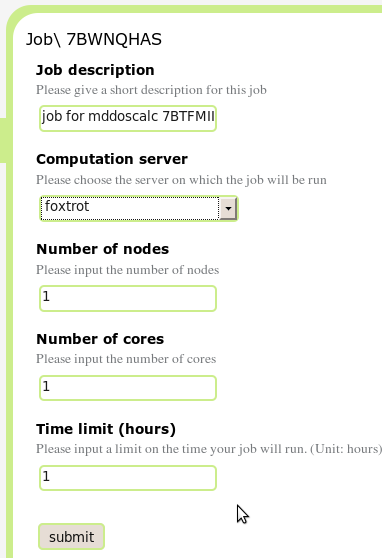 Job\ 7BWNQHAS
Job description
Please give a short description for this job
job for mddoscalc 7BTFMII
Computation server
Please choose the server on which the job will be run
foxtrot
Number of nodes
Please input the number of nodes
1
Number of cores
Please input the number of cores
1
Time limit (hours)
Please input a limit on the time your job will run. (Unit: hours)
1
submit